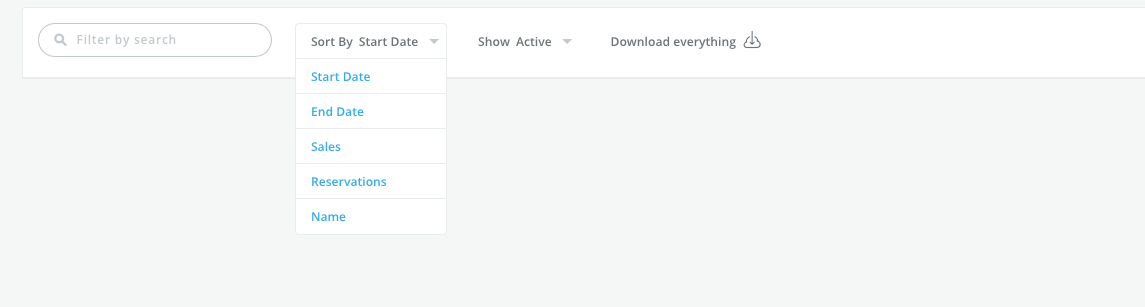 Filter by search
Sort By Start Date
Show Active
Download everything
Start Date
End Date
Sales
Reservations
Name